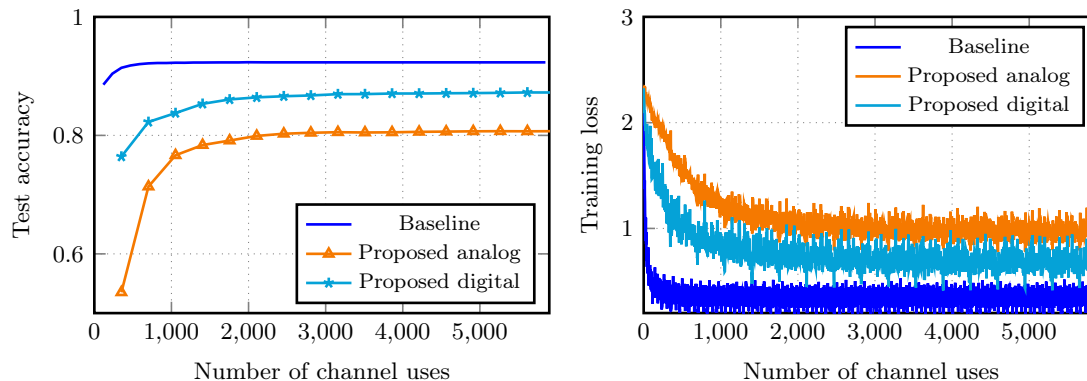 1
0.8
0.6
Test accuracy
0
1,000
2,000
3,000
4,000
5,000
Number of channel uses
Baseline
Proposed analog
Proposed digital
3
2
1
Training loss
0
1,000
2,000
3,000
4,000
5,000
Number of channel uses
Baseline
Proposed analog
Proposed digital